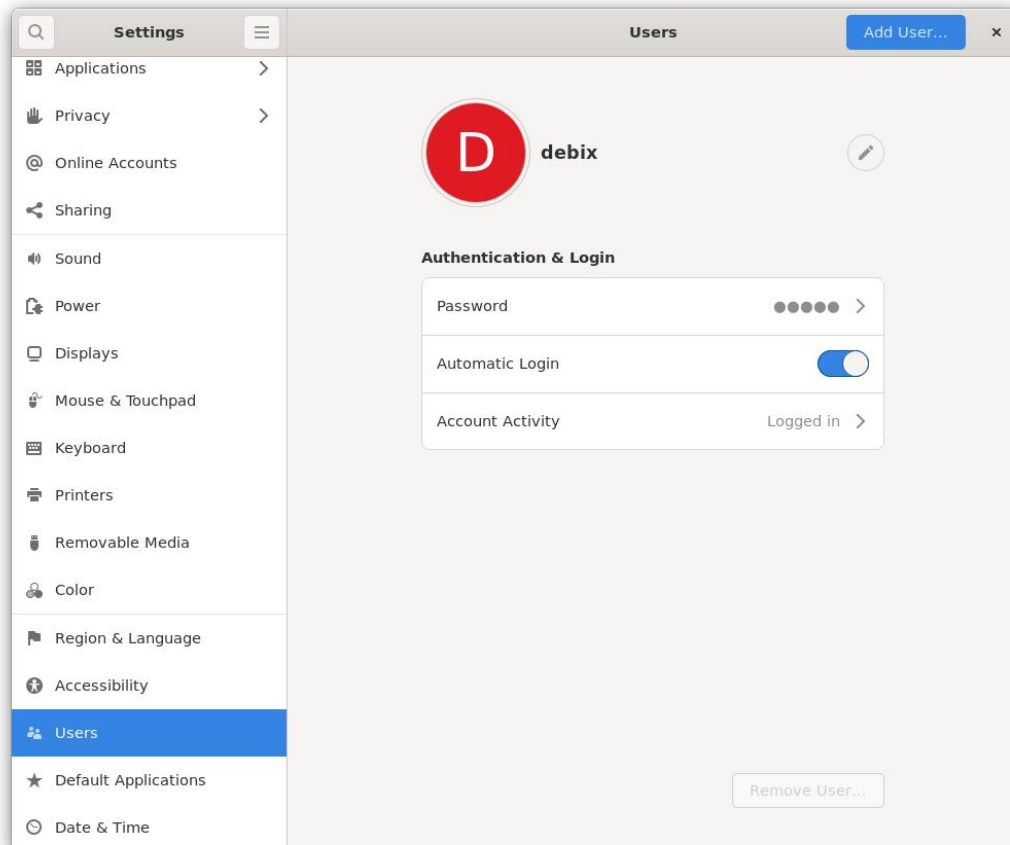 Settings
Users
Add User...
Applications
Privacy
Online Accounts
Sharing
Sound
Power
Displays
Mouse & Touchpad
Keyboard
Printers
Removable Media
Color
Region & Language
Accessibility
Users
Default Applications
Date & Time
D
debix
Authentication & Login
Password ●●●●●
Automatic Login
Account Activity Logged in
Remove User...